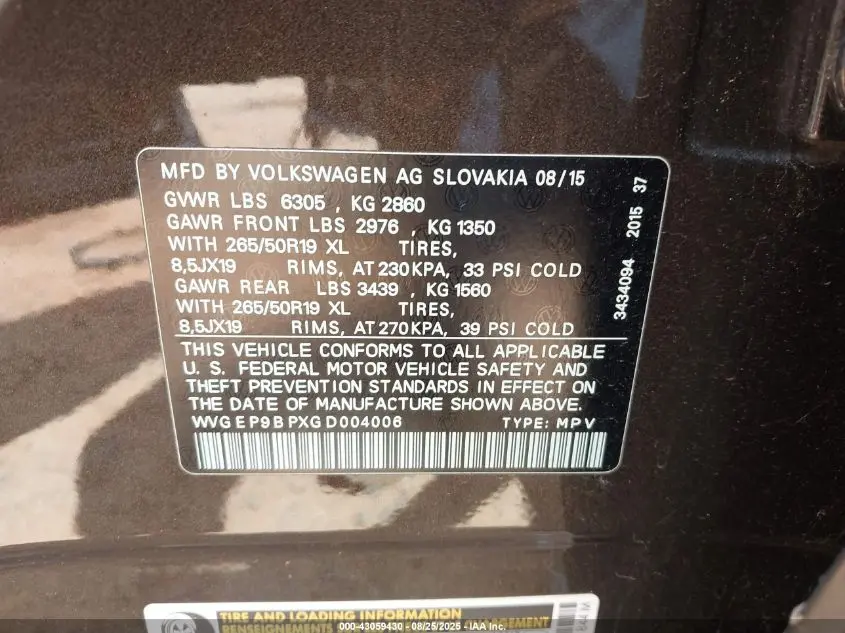 MFD BY VOLKSWAGEN AG SLOVAKIA 08/15
GVWR LBS 6305 , KG 2860
GAWR FRONT LBS 2976 , KG 1350
WITH 265/50R19 XL TIRES,
8,5JX19 RIMS, AT 230KPA, 33 PSI COLD
GAWR REAR LBS 3439 , KG 1560
WITH 265/50R19 XL TIRES,
8,5JX19 RIMS, AT 270KPA, 39 PSI COLD
THIS VEHICLE CONFORMS TO ALL APPLICABLE
U. S. FEDERAL MOTOR VEHICLE SAFETY AND
THEFT PREVENTION STANDARDS IN EFFECT ON
THE DATE OF MANUFACTURE SHOWN ABOVE.
WVGEP9BPXGD004006 TYPE: MPV
3434094 2015 37
TIRE AND LOADING INFORMATION
RENSEIGNEMENTS
000-43059430 - 08/25/2025 - IAA, Inc.